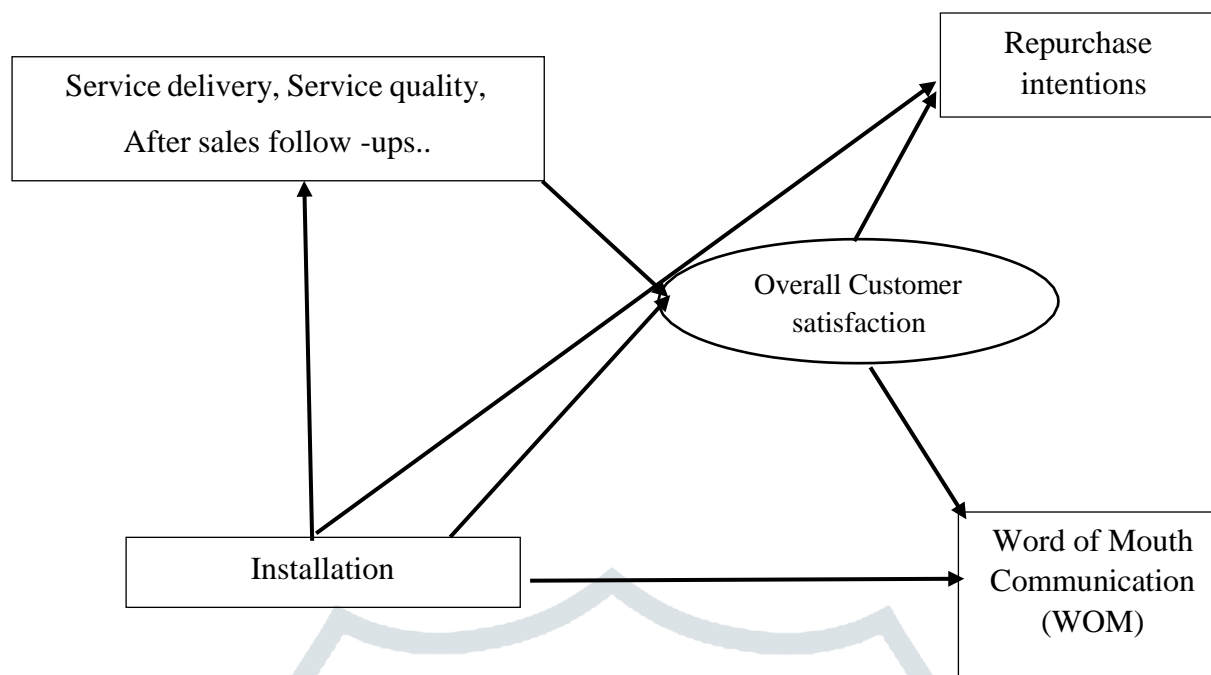 Service delivery, Service quality,
After sales follow -ups..
Repurchase
intentions
Overall Customer
satisfaction
Installation
Word of Mouth
Communication
(WOM)